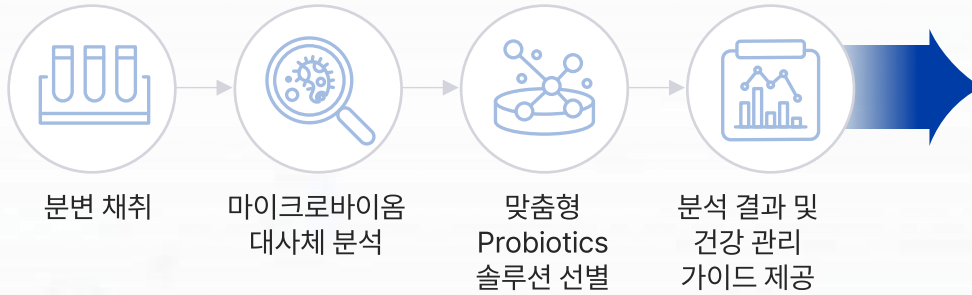 분변 채취
마이크로바이옴
대사체 분석
맞춤형
Probiotics
솔루션 선별
분석 결과 및
건강 관리
가이드 제공